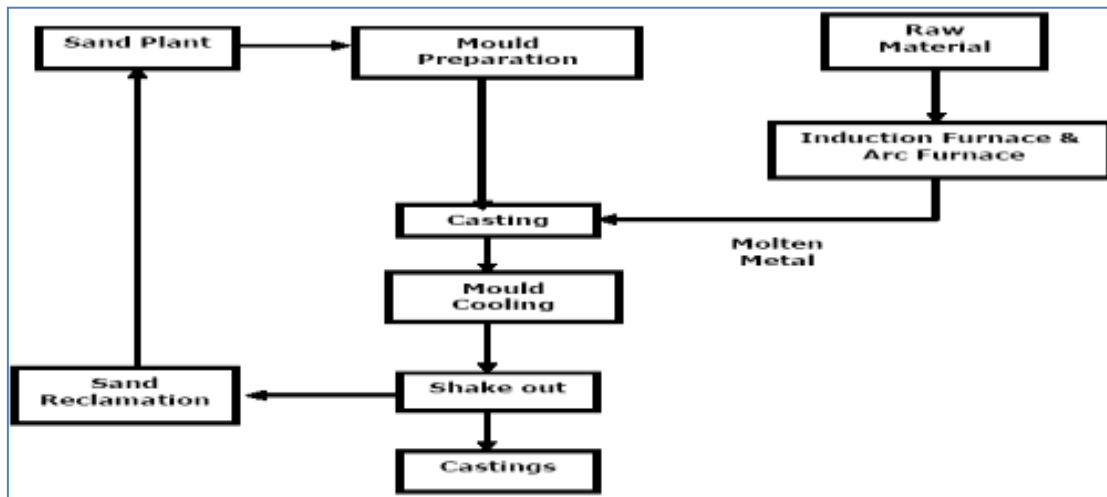 Sand Plant
Mould
Preparation
Raw
Material
Induction Furnace &
Arc Furnace
Casting
Molten
Metal
Mould
Cooling
Sand
Reclamation
Shake out
Castings